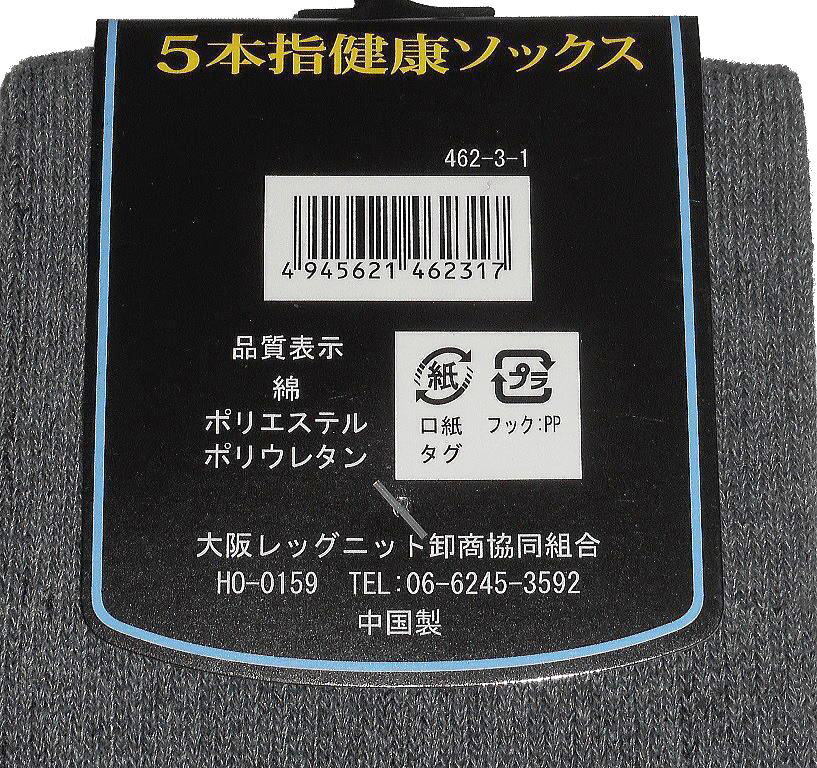 5本指健康ソックス
462-3-1
4 945621 462317
品質表示
綿
ポリエステル
ポリウレタン
紙
プラ
口紙
タグ
フック:PP
大阪レッグニット卸商協同組合
HO-0159 TEL:06-6245-3592
中国製